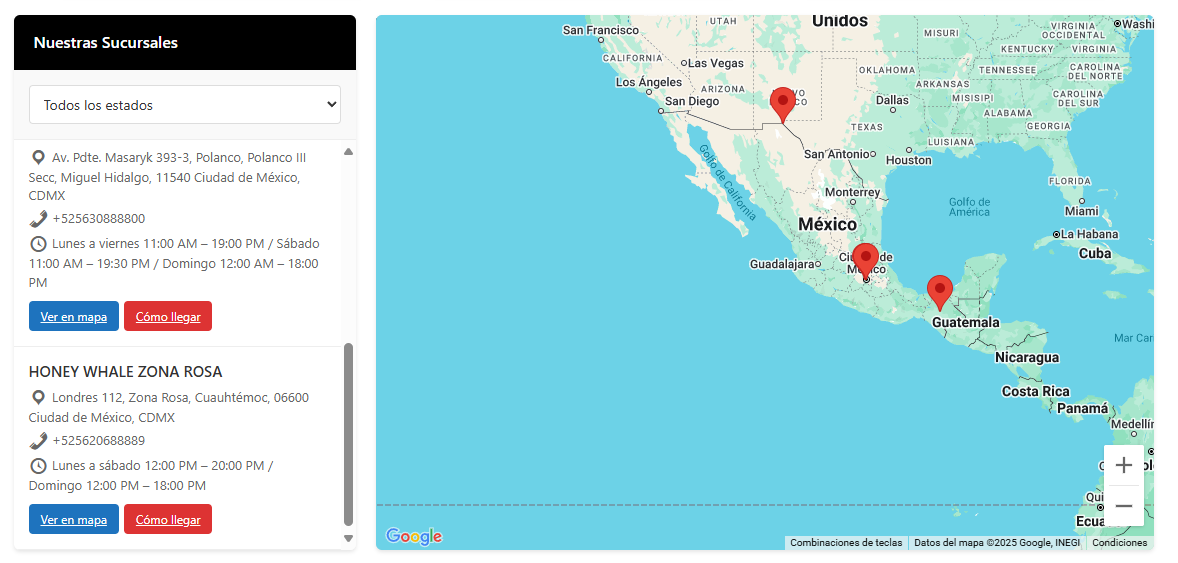 Nuestras Sucursales
Todos los estados
Av. Pdte. Masaryk 393-3, Polanco, Polanco III
Secc, Miguel Hidalgo, 11540 Ciudad de México,
CDMX
+525630888800
Lunes a viernes 11:00 AM – 19:00 PM / Sábado
11:00 AM – 19:30 PM / Domingo 12:00 AM – 18:00
PM
Ver en mapa
Cómo llegar
HONEY WHALE ZONA ROSA
Londres 112, Zona Rosa, Cuauhtémoc, 06600
Ciudad de México, CDMX
+525620688889
Lunes a sábado 12:00 PM – 20:00 PM /
Domingo 12:00 PM – 18:00 PM
Ver en mapa
Cómo llegar
Unidos
UTAH
San Francisco
MISURI
VIRGINIA
OCCIDENTAL
Washi
KENTUCKY
VIRGINIA
CALIFORNIA
Las Vegas
OKLAHOMA
TENNESSEE
CAROLINA
DEL NORTE
Los Ángeles
ARIZONA
ARKANSAS
San Diego
Dallas
MISISIPI
CAROLINA
DEL SUR
ALABAMA
TEXAS
GEORGIA
San Antonio
LUISIANA
Houston
Golfo de California
FLORIDA
Monterrey
Golfo de
América
Miami
México
La Habana
Cuba
Guadalajara
Ciudad de
México
Guatemala
Mar Car
Nicaragua
Costa Rica
Panamá
Medellín
Qui
Ecua
Google
Combinaciones de teclas
Datos del mapa ©2025 Google, INEGI
Condiciones